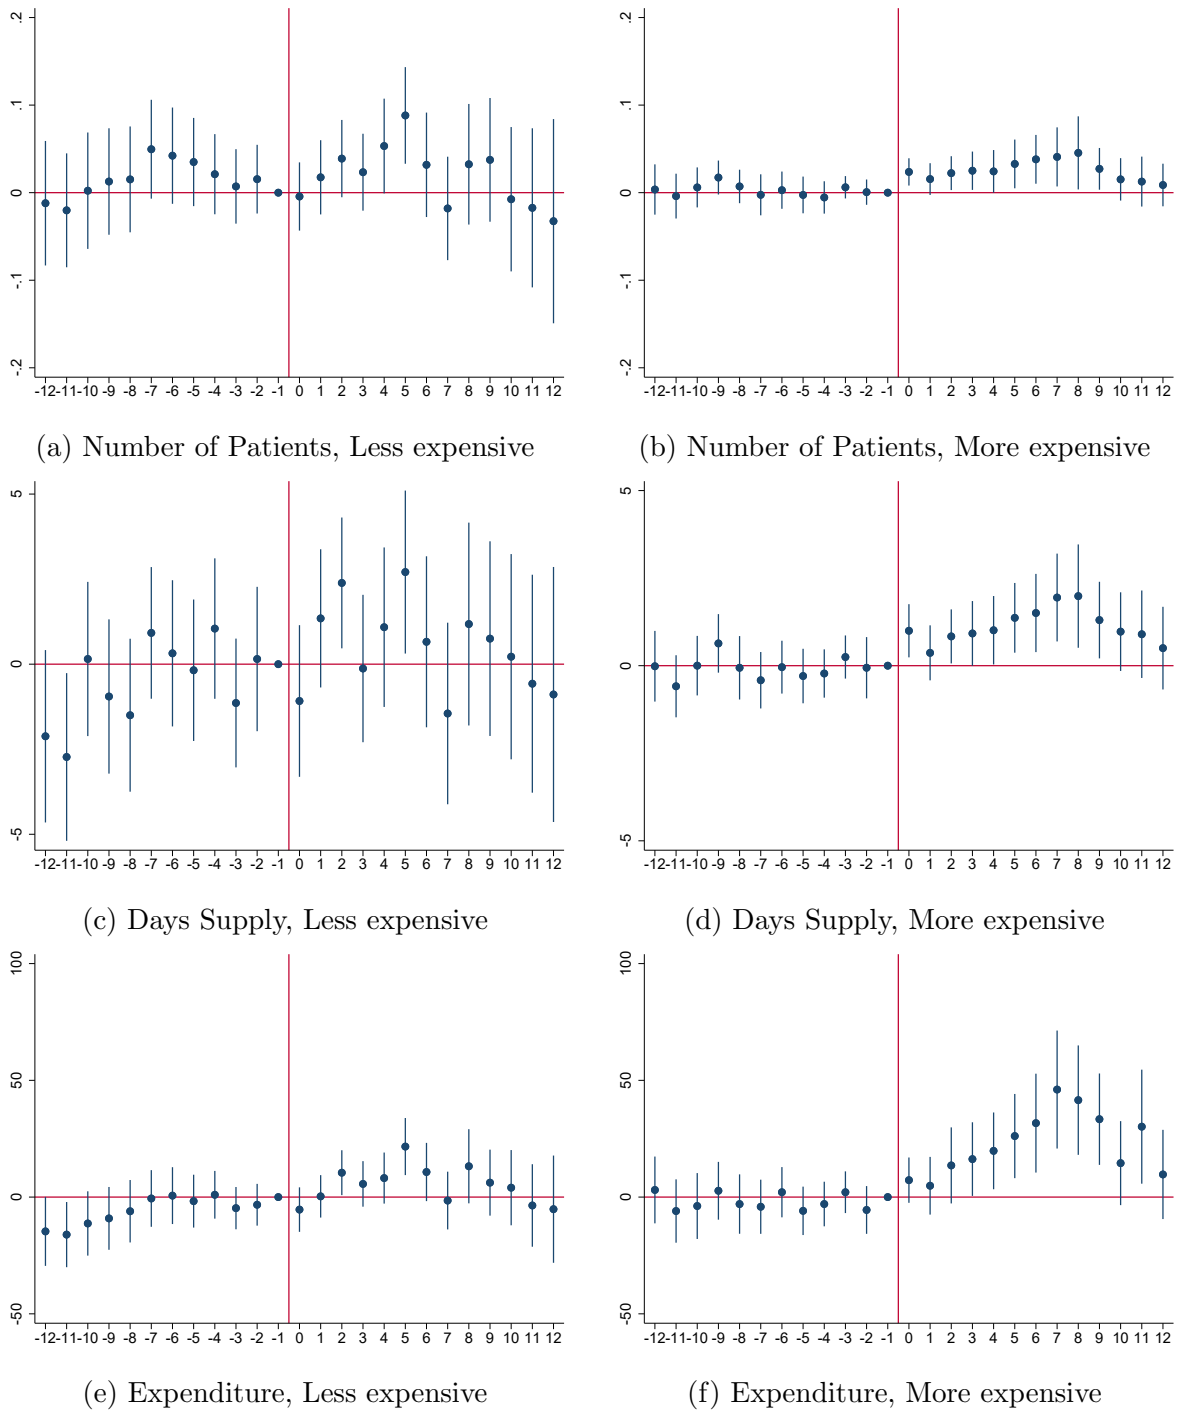 .2
.1
0
-.1
-.2
-12 -11 -10 -9 -8 -7 -6 -5 -4 -3 -2 -1 0 1 2 3 4 5 6 7 8 9 10 11 12
(a) Number of Patients, Less expensive
.2
.1
0
-.1
-.2
-12 -11 -10 -9 -8 -7 -6 -5 -4 -3 -2 -1 0 1 2 3 4 5 6 7 8 9 10 11 12
(b) Number of Patients, More expensive
5
0
-5
-12 -11 -10 -9 -8 -7 -6 -5 -4 -3 -2 -1 0 1 2 3 4 5 6 7 8 9 10 11 12
(c) Days Supply, Less expensive
5
0
-5
-12 -11 -10 -9 -8 -7 -6 -5 -4 -3 -2 -1 0 1 2 3 4 5 6 7 8 9 10 11 12
(d) Days Supply, More expensive
100
50
0
-50
-12 -11 -10 -9 -8 -7 -6 -5 -4 -3 -2 -1 0 1 2 3 4 5 6 7 8 9 10 11 12
(e) Expenditure, Less expensive
100
50
0
-50
-12 -11 -10 -9 -8 -7 -6 -5 -4 -3 -2 -1 0 1 2 3 4 5 6 7 8 9 10 11 12
(f) Expenditure, More expensive